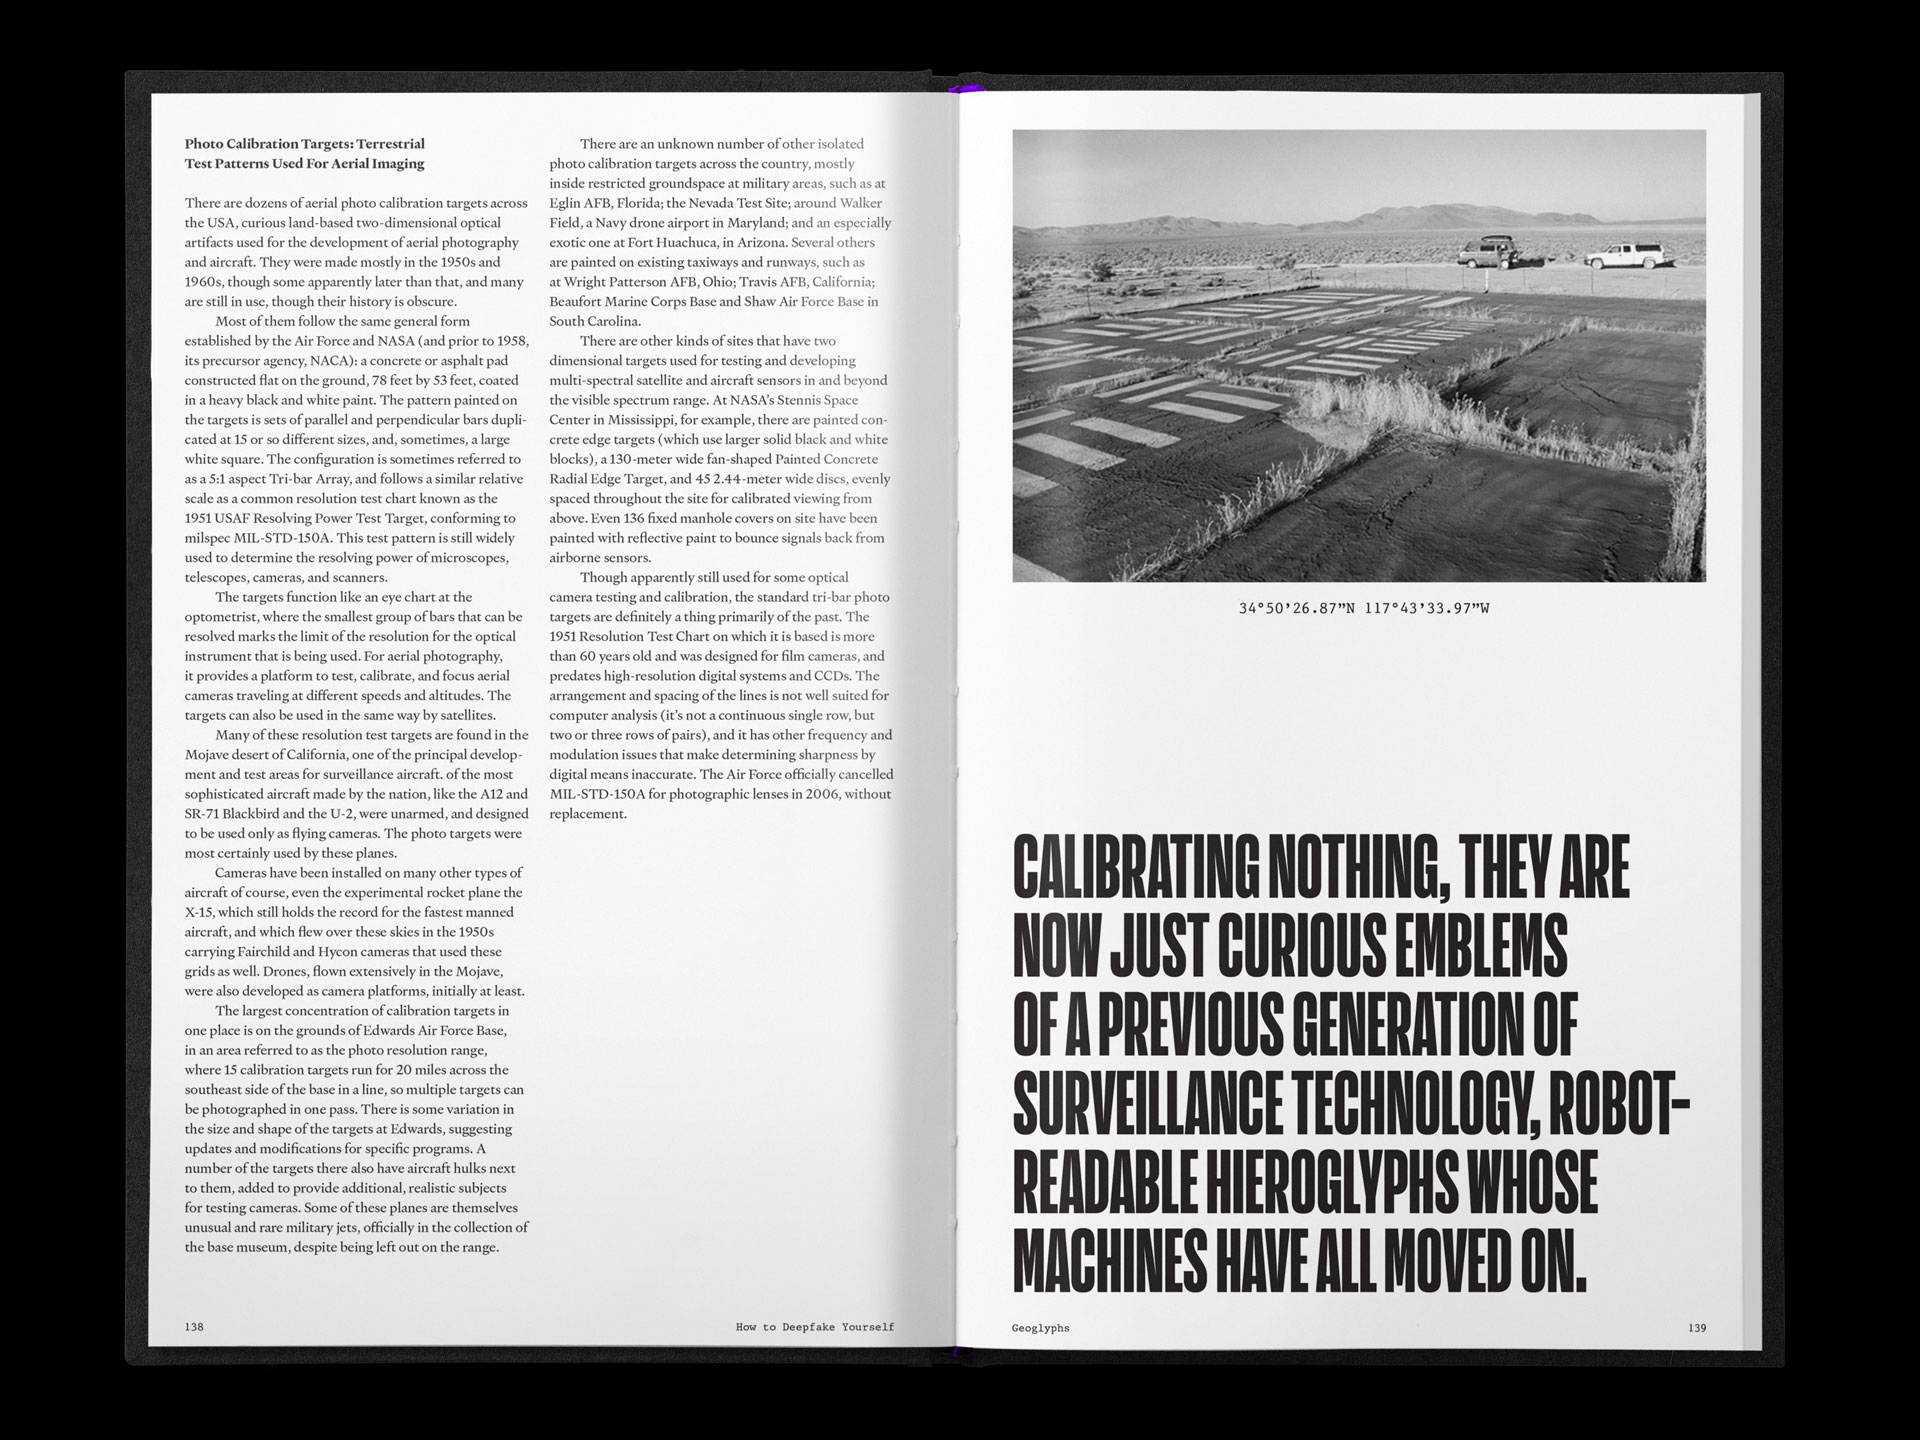 Photo Calibration Targets: Terrestrial
Test Patterns Used For Aerial Imaging
There are dozens of aerial photo calibration targets across
the USA, curious land-based two-dimensional optical
artifacts used for the development of aerial photography
and aircraft. They were made mostly in the 1950s and
1960s, though some apparently later than that, and many
are still in use, though their history is obscure.
Most of them follow the same general form
established by the Air Force and NASA (and prior to 1958,
its precursor agency, NACA): a concrete or asphalt pad
constructed flat on the ground, 78 feet by 53 feet, coated
in a heavy black and white paint. The pattern painted on
the targets is sets of parallel and perpendicular bars dupli-
cated at 15 or so different sizes, and, sometimes, a large
white square. The configuration is sometimes referred to
as a 5:1 aspect Tri-bar Array, and follows a similar relative
scale as a common resolution test chart known as the
1951 USAF Resolving Power Test Target, conforming to
milspec MIL-STD-150A. This test pattern is still widely
used to determine the resolving power of microscopes,
telescopes, cameras, and scanners.
The targets function like an eye chart at the
optometrist, where the smallest group of bars that can be
resolved marks the limit of the resolution for the optical
instrument that is being used. For aerial photography,
it provides a platform to test, calibrate, and focus aerial
cameras traveling at different speeds and altitudes. The
targets can also be used in the same way by satellites.
Many of these resolution test targets are found in the
Mojave desert of California, one of the principal develop-
ment and test areas for surveillance aircraft. of the most
sophisticated aircraft made by the nation, like the A12 and
SR-71 Blackbird and the U-2, were unarmed, and designed
to be used only as flying cameras. The photo targets were
most certainly used by these planes.
Cameras have been installed on many other types of
aircraft of course, even the experimental rocket plane the
X-15, which still holds the record for the fastest manned
aircraft, and which flew over these skies in the 1950s
carrying Fairchild and Hycon cameras that used these
grids as well. Drones, flown extensively in the Mojave,
were also developed as camera platforms, initially at least.
The largest concentration of calibration targets in
one place is on the grounds of Edwards Air Force Base,
in an area referred to as the photo resolution range,
where 15 calibration targets run for 20 miles across the
southeast side of the base in a line, so multiple targets can
be photographed in one pass. There is some variation in
the size and shape of the targets at Edwards, suggesting
updates and modifications for specific programs. A
number of the targets there also have aircraft hulks next
to them, added to provide additional, realistic subjects
for testing cameras. Some of these planes are themselves
unusual and rare military jets, officially in the collection of
the base museum, despite being left out on the range.
There are an unknown number of other isolated
photo calibration targets across the country, mostly
inside restricted groundspace at military areas, such as at
Eglin AFB, Florida; the Nevada Test Site; around Walker
Field, a Navy drone airport in Maryland; and an especially
exotic one at Fort Huachuca, in Arizona. Several others
are painted on existing taxiways and runways, such as
at Wright Patterson AFB, Ohio; Travis AFB, California;
Beaufort Marine Corps Base and Shaw Air Force Base in
South Carolina.
There are other kinds of sites that have two
dimensional targets used for testing and developing
multi-spectral satellite and aircraft sensors in and beyond
the visible spectrum range. At NASA's Stennis Space
Center in Mississippi, for example, there are painted con-
crete edge targets (which use larger solid black and white
blocks), a 130-meter wide fan-shaped Painted Concrete
Radial Edge Target, and 45 2.44-meter wide discs, evenly
spaced throughout the site for calibrated viewing from
above. Even 136 fixed manhole covers on site have been
painted with reflective paint to bounce signals back from
airborne sensors.
Though apparently still used for some optical
camera testing and calibration, the standard tri-bar photo
targets are definitely a thing primarily of the past. The
1951 Resolution Test Chart on which it is based is more
than 60 years old and was designed for film cameras, and
predates high-resolution digital systems and CCDs. The
arrangement and spacing of the lines is not well suited for
computer analysis (it's not a continuous single row, but
two or three rows of pairs), and it has other frequency and
modulation issues that make determining sharpness by
digital means inaccurate. The Air Force officially cancelled
MIL-STD-150A for photographic lenses in 2006, without
replacement.
138
How to Deepfake Yourself
34°50’26.87”N 117°43’33.97”W
CALIBRATING NOTHING, THEY ARE
NOW JUST CURIOUS EMBLEMS
OF A PREVIOUS GENERATION OF
SURVEILLANCE TECHNOLOGY, ROBOT-
READABLE HIEROGLYPHS WHOSE
MACHINES HAVE ALL MOVED ON.
Geoglyphs
139